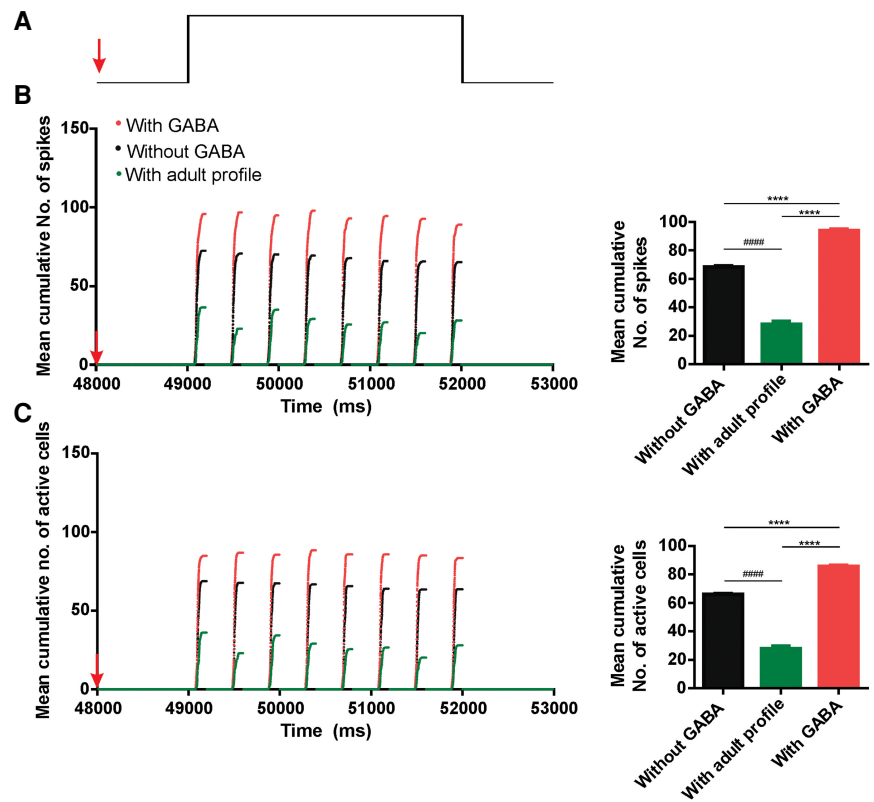 A
B
Mean cumulative No. of spikes
150
100
50
0
With GABA
Without GABA
With adult profile
48000 49000 50000 51000 52000 53000
Time (ms)
Mean cumulative
No. of spikes
100
80
60
40
20
0
****
****
####
Without GABA
With adult profile
With GABA
C
Mean cumulative no. of active cells
150
100
50
0
48000 49000 50000 51000 52000 53000
Time (ms)
Mean cumulative
No. of active cells
100
80
60
40
20
0
****
****
####
Without GABA
With adult profile
With GABA